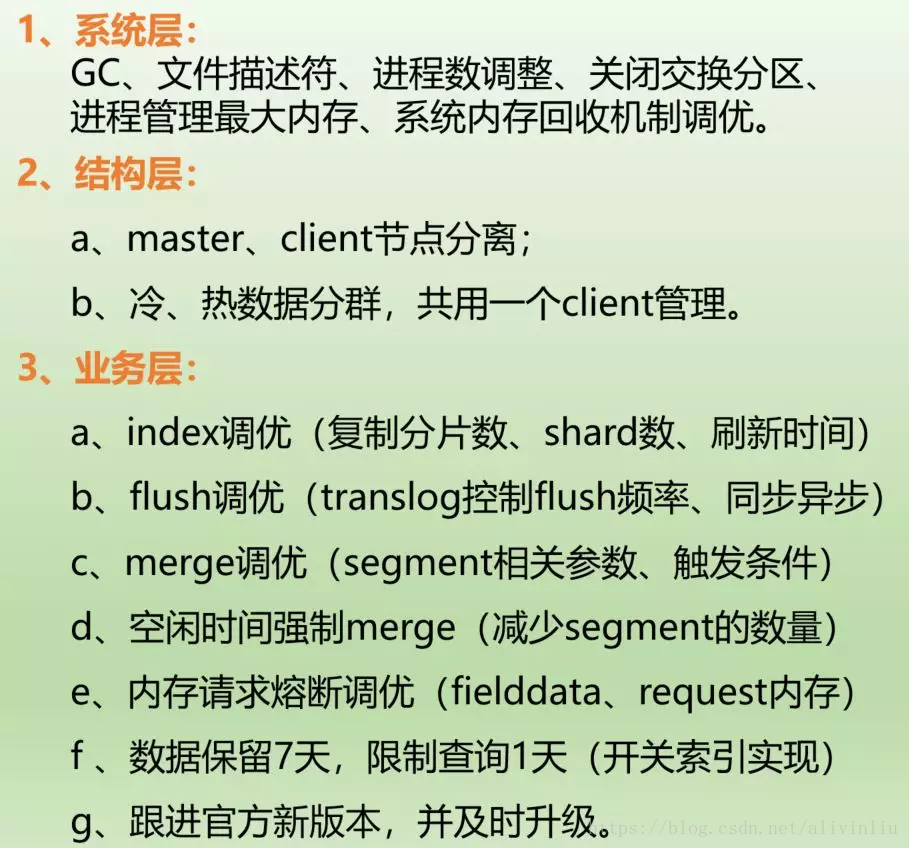 1、系统层：
GC、文件描述符、进程数调整、关闭交换分区、
进程管理最大内存、系统内存回收机制调优。
2、结构层：
a、master、client节点分离；
b、冷、热数据分群，共用一个client管理。
3、业务层：
a、index调优（复制分片数、shard数、刷新时间）
b、flush调优（translog控制flush频率、同步异步）
c、merge调优（segment相关参数、触发条件）
d、空闲时间强制merge（减少segment的数量）
e、内存请求熔断调优（fielddata、request内存）
f 、数据保留7天，限制查询1天（开关索引实现）
g、跟进官方新版本，并及时升级。
https://blog.csdn.net/alivinliu